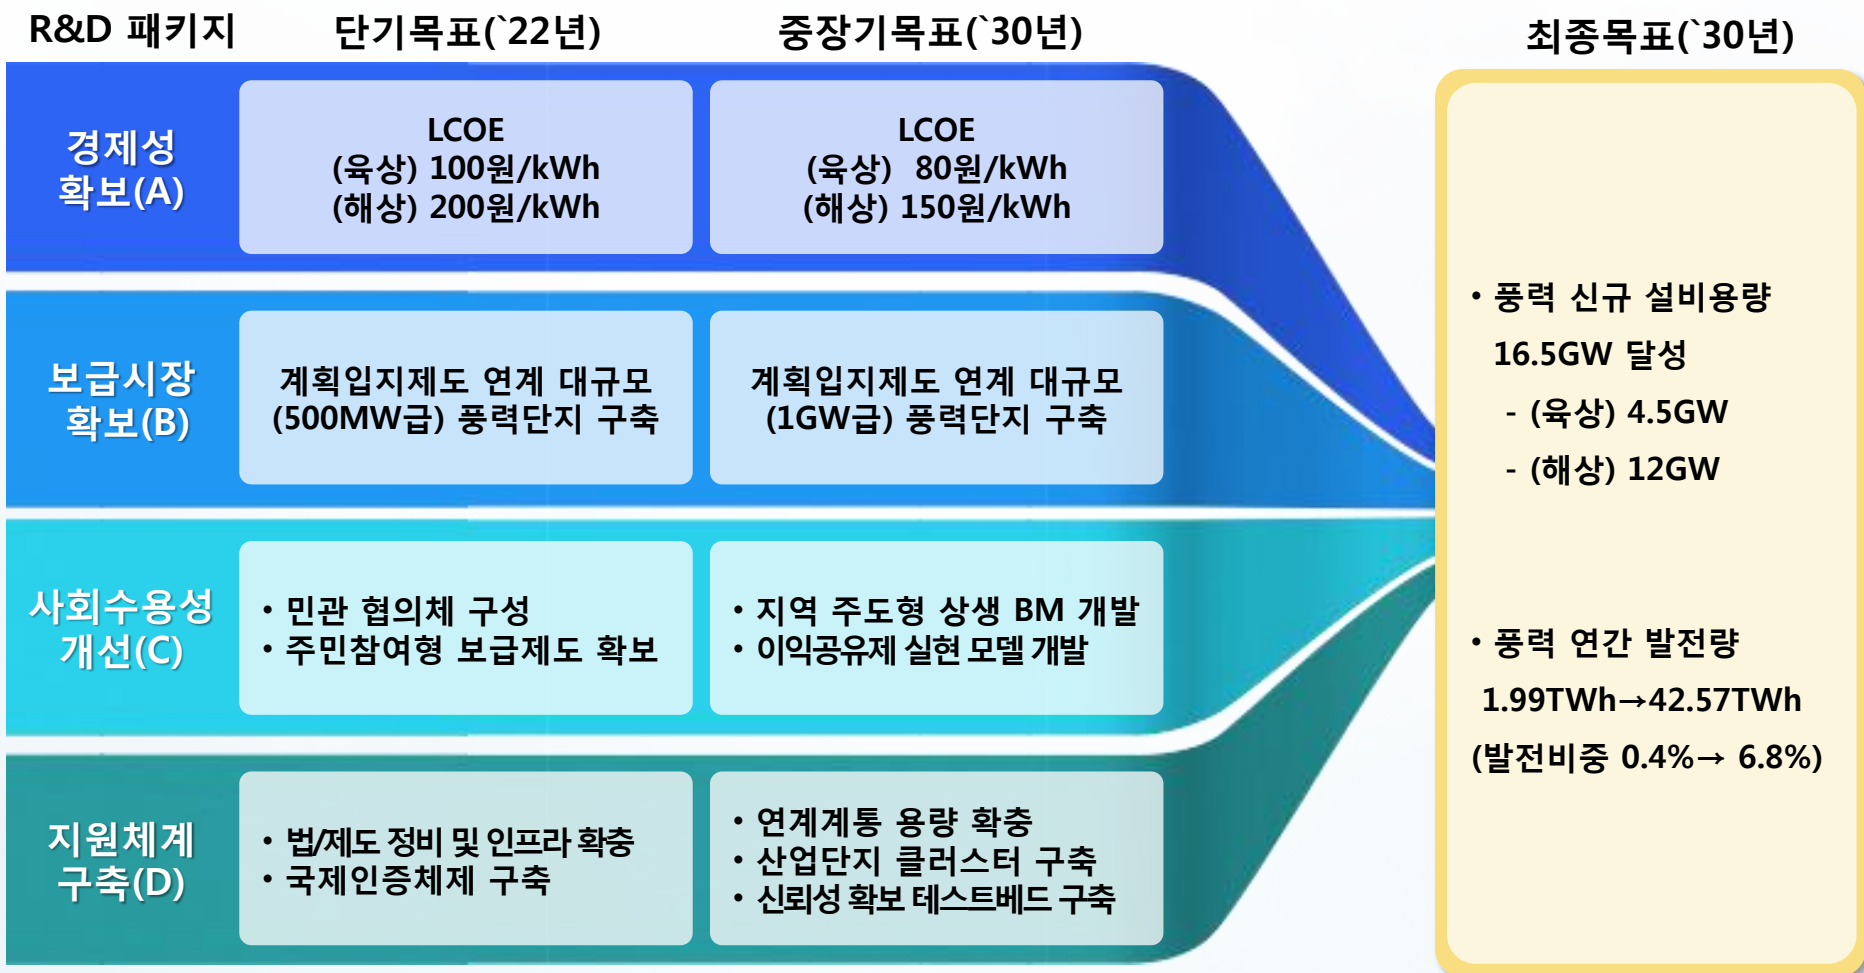 R&D 패키지
단기목표(`22년)
중장기목표(`30년)
최종목표(`30년)
경제성
확보(A)
LCOE
(육상) 100원/kWh
(해상) 200원/kWh
LCOE
(육상) 80원/kWh
(해상) 150원/kWh
보급시장
확보(B)
계획입지제도 연계 대규모
(500MW급) 풍력단지 구축
계획입지제도 연계 대규모
(1GW급) 풍력단지 구축
사회수용성
개선(C)
• 민관 협의체 구성
• 주민참여형 보급제도 확보
• 지역 주도형 상생 BM 개발
• 이익공유제 실현 모델 개발
지원체계
구축(D)
• 법/제도 정비 및 인프라 확충
• 국제인증체제 구축
• 연계계통 용량 확충
• 산업단지 클러스터 구축
• 신뢰성 확보 테스트베드 구축
• 풍력 신규 설비용량
16.5GW 달성
- (육상) 4.5GW
- (해상) 12GW
• 풍력 연간 발전량
1.99TWh→42.57TWh
(발전비중 0.4%→ 6.8%)